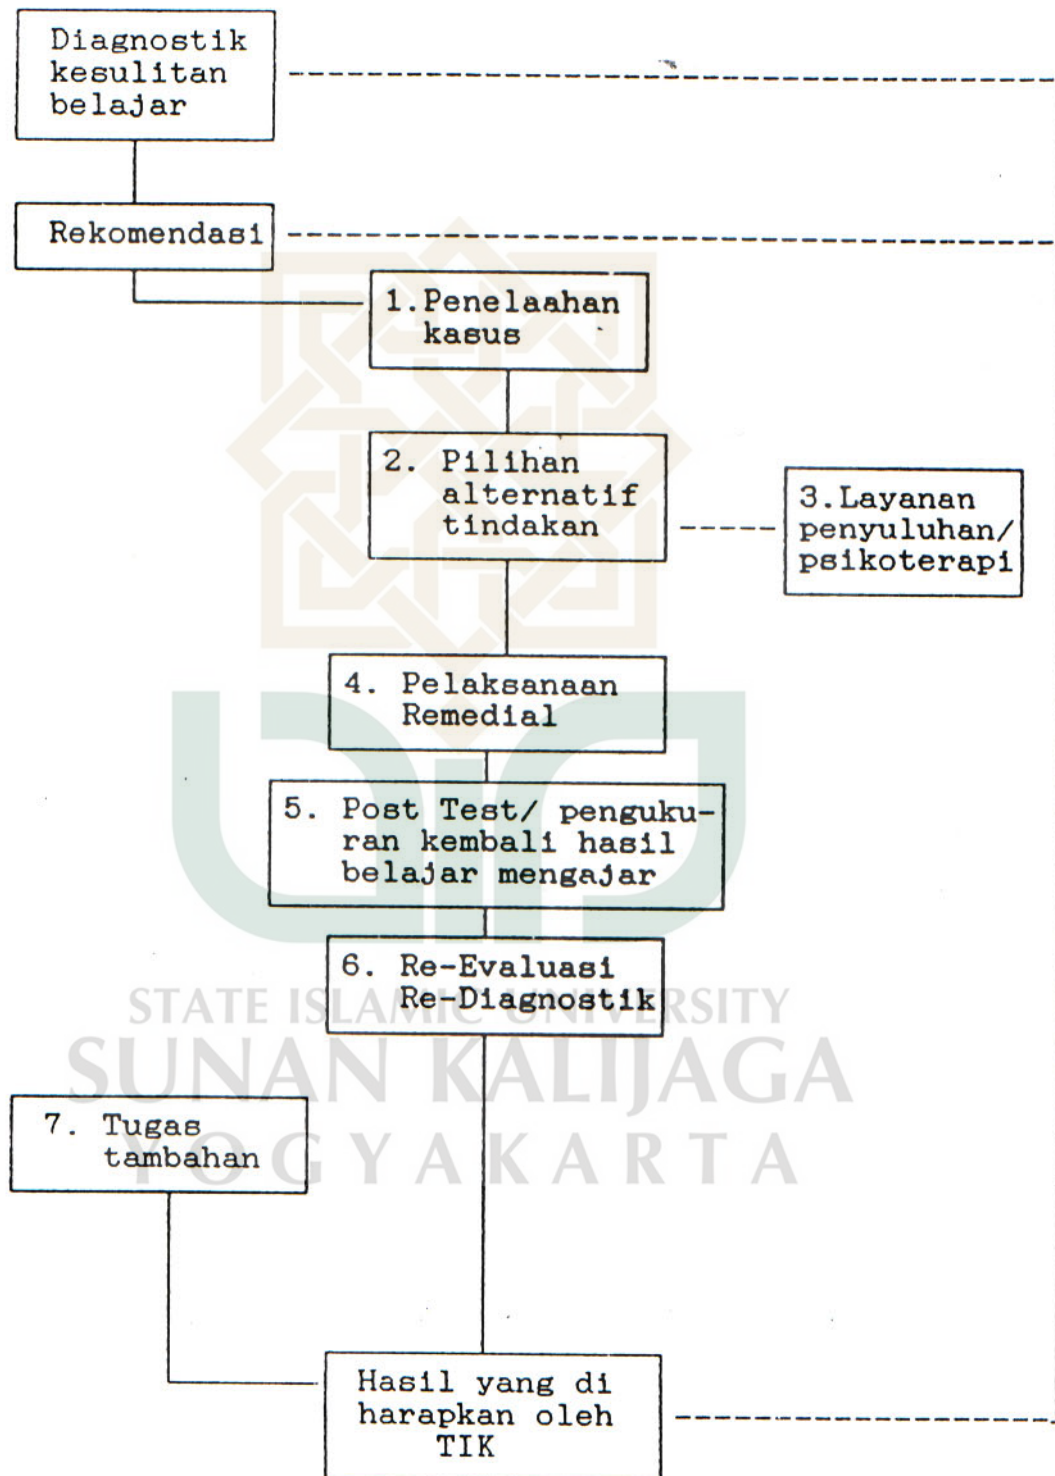 Diagnostik
kesulitan
belajar
Rekomendasi
1.Penelaahan
kasus
2. Pilihan
alternatif
tindakan
3.Layanan
penyuluhan/
psikoterapi
4. Pelaksanaan
Remedial
5. Post Test/ penguku-
ran kembali hasil
belajar mengajar
6. Re-Evaluasi
Re-Diagnostik
STATE ISLAMIC UNIVERSITY
SUNAN KALIJAGA
YOGYAKARTA
7. Tugas
tambahan
Hasil yang di
harapkan oleh
TIK